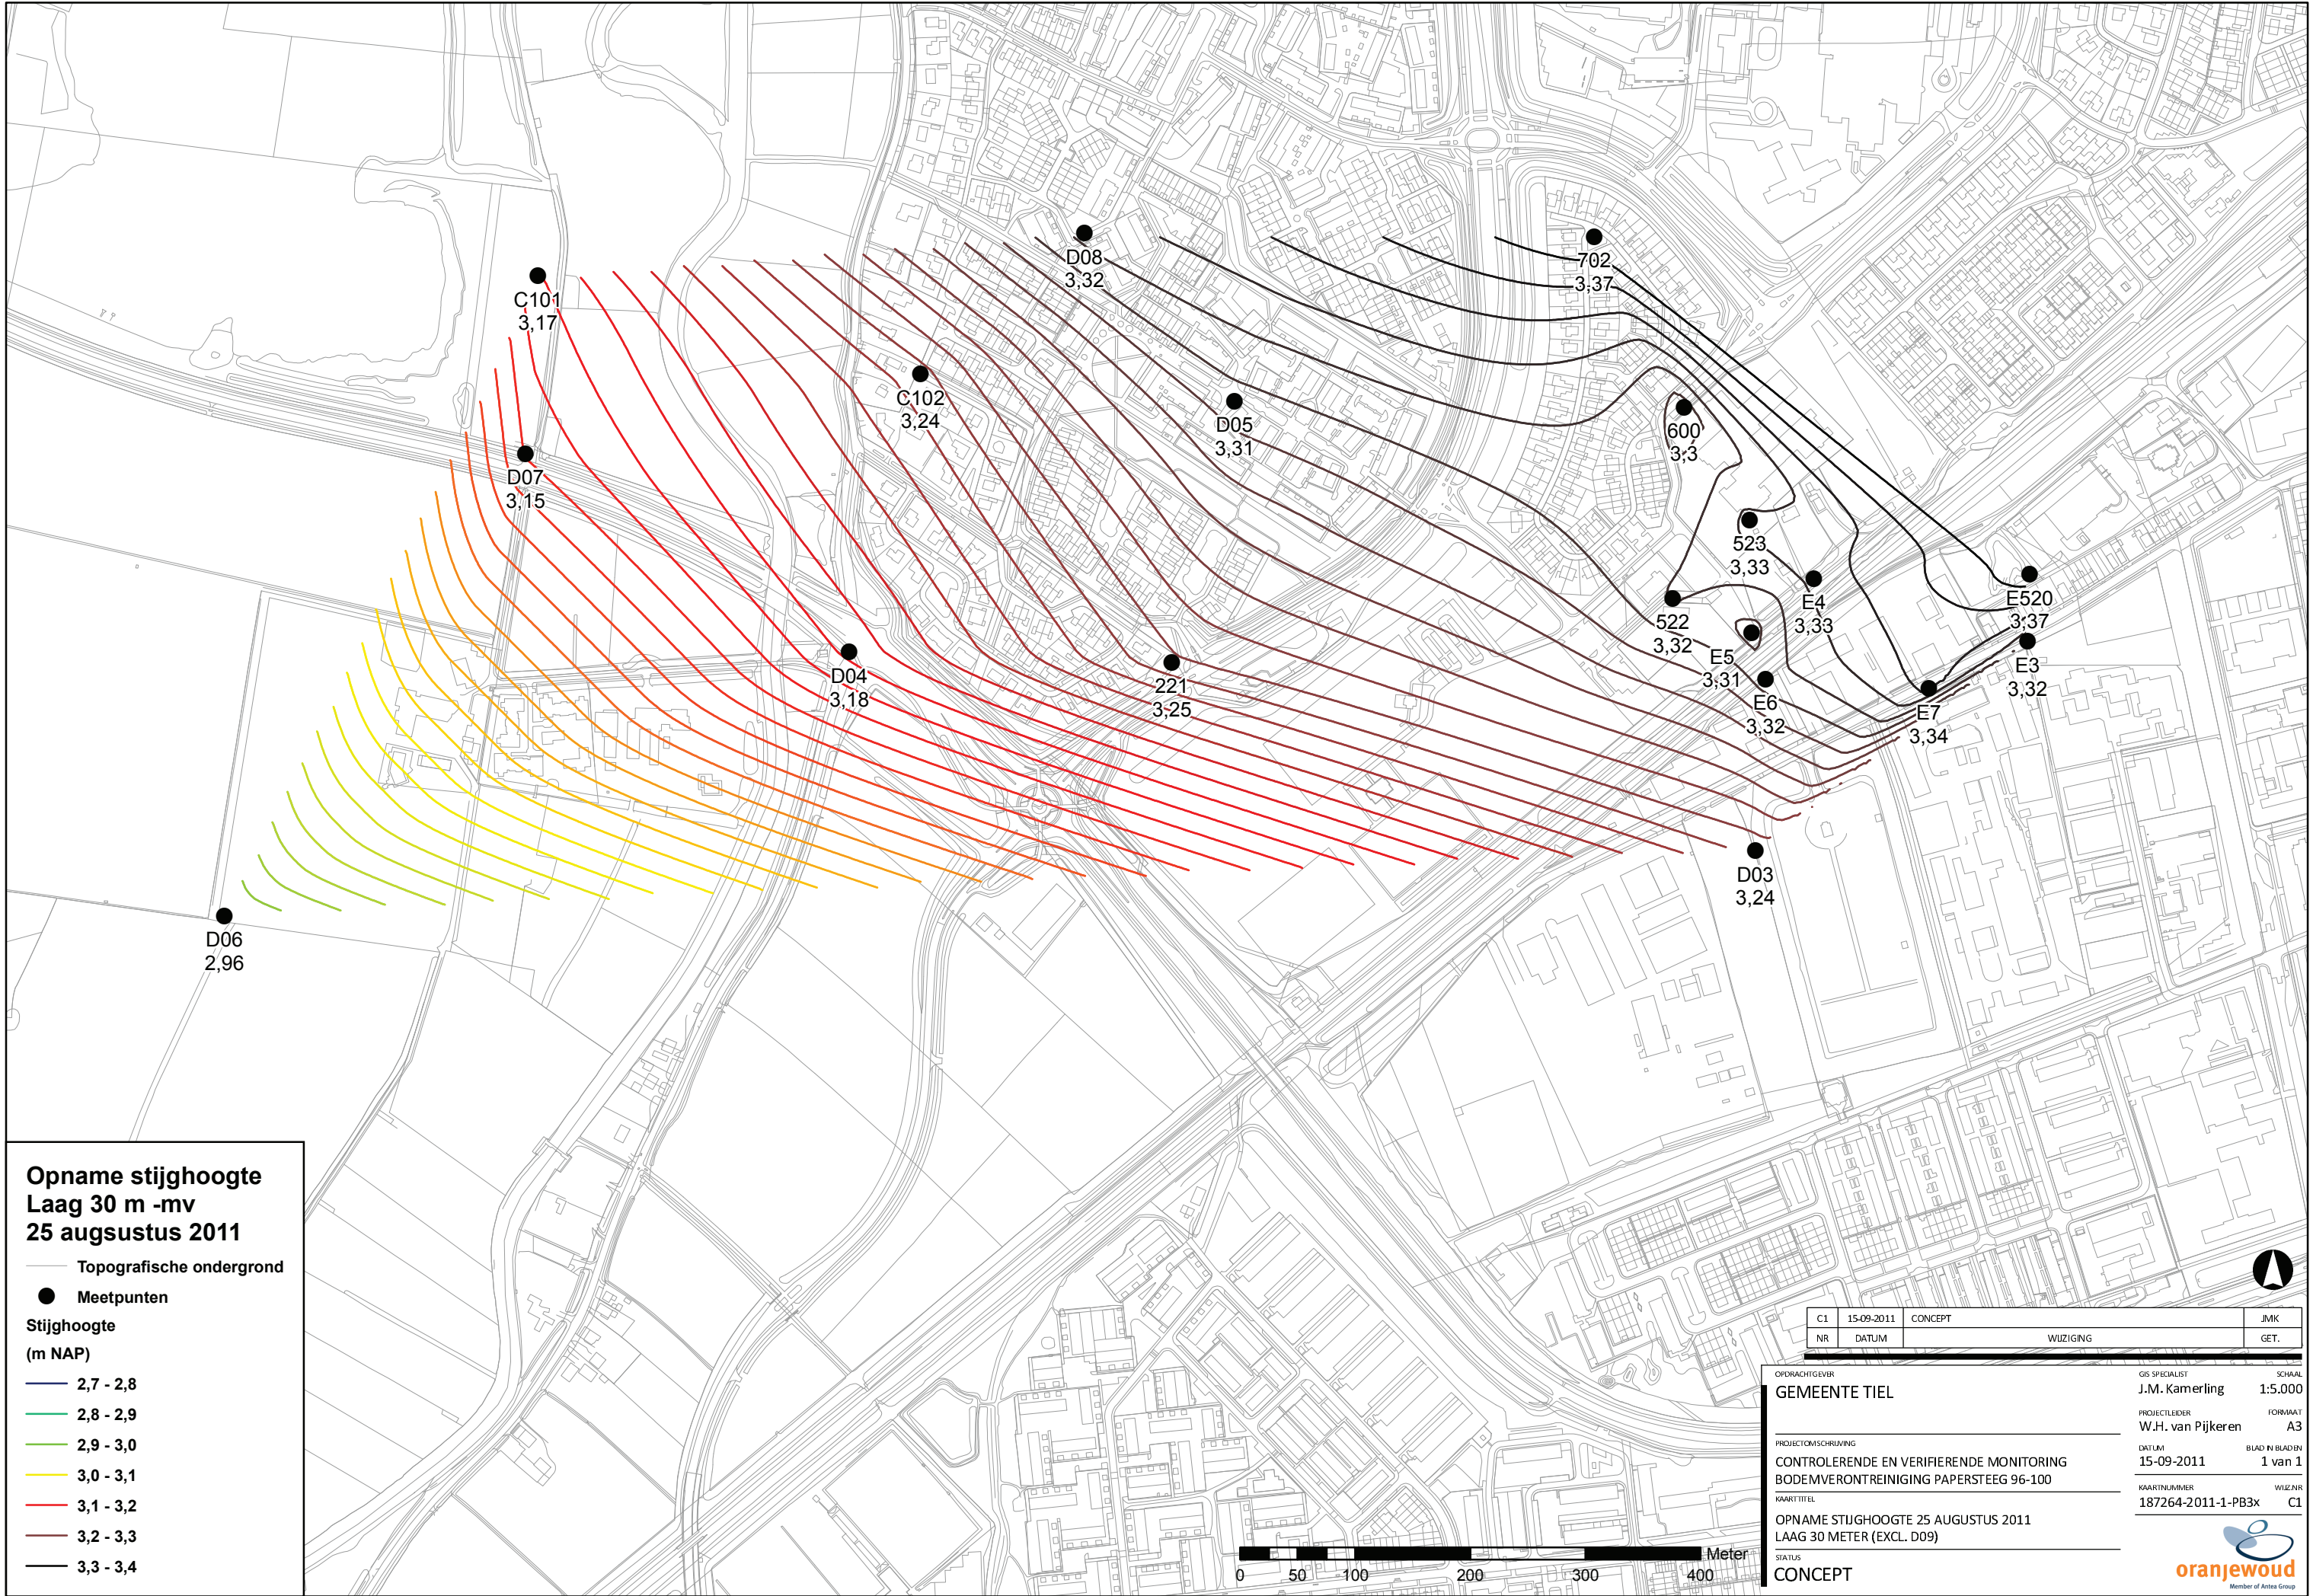 D08
3,32
702
3,37
C101
3,17
C102
3,24
D05
3,31
600
3,3
D07
3,15
523
3,33
E4
3,33
E520
3,37
522
3,32
E5
3,31
E3
3,32
D04
3,18
221
3,25
E6
3,32
E7
3,34
D03
3,24
D06
2,96
Opname stijghoogte
Laag 30 m -mv
25 augsustus 2011
Topografische ondergrond
Meetpunten
Stijghoogte
(m NAP)
2,7 - 2,8
2,8 - 2,9
2,9 - 3,0
3,0 - 3,1
3,1 - 3,2
3,2 - 3,3
3,3 - 3,4
Meter
0 50 100 200 300 400
C1 15-09-2011 CONCEPT JMK
NR DATUM WIJZIGING GET.
OPDRACHTGEVER
GEMEENTE TIEL
PROJECTOMSCHRIJVING
CONTROLERENDE EN VERIFIERENDE MONITORING
BODEMVERONTREINIGING PAPERSTEEG 96-100
KAARTTITEL
OPNAME STIJGHOOGTE 25 AUGUSTUS 2011
LAAG 30 METER (EXCL. D09)
STATUS
CONCEPT
GIS SPECIALIST SCHAAL
J.M. Kamerling 1:5.000
PROJECTLEIDER FORMAAT
W.H. van Pijkeren A3
DATUM BLAD IN BLADEN
15-09-2011 1 van 1
KAARTNUMMER WIJZ.NR
187264-2011-1-PB3x C1
oranjewoud
Member of Antea Group